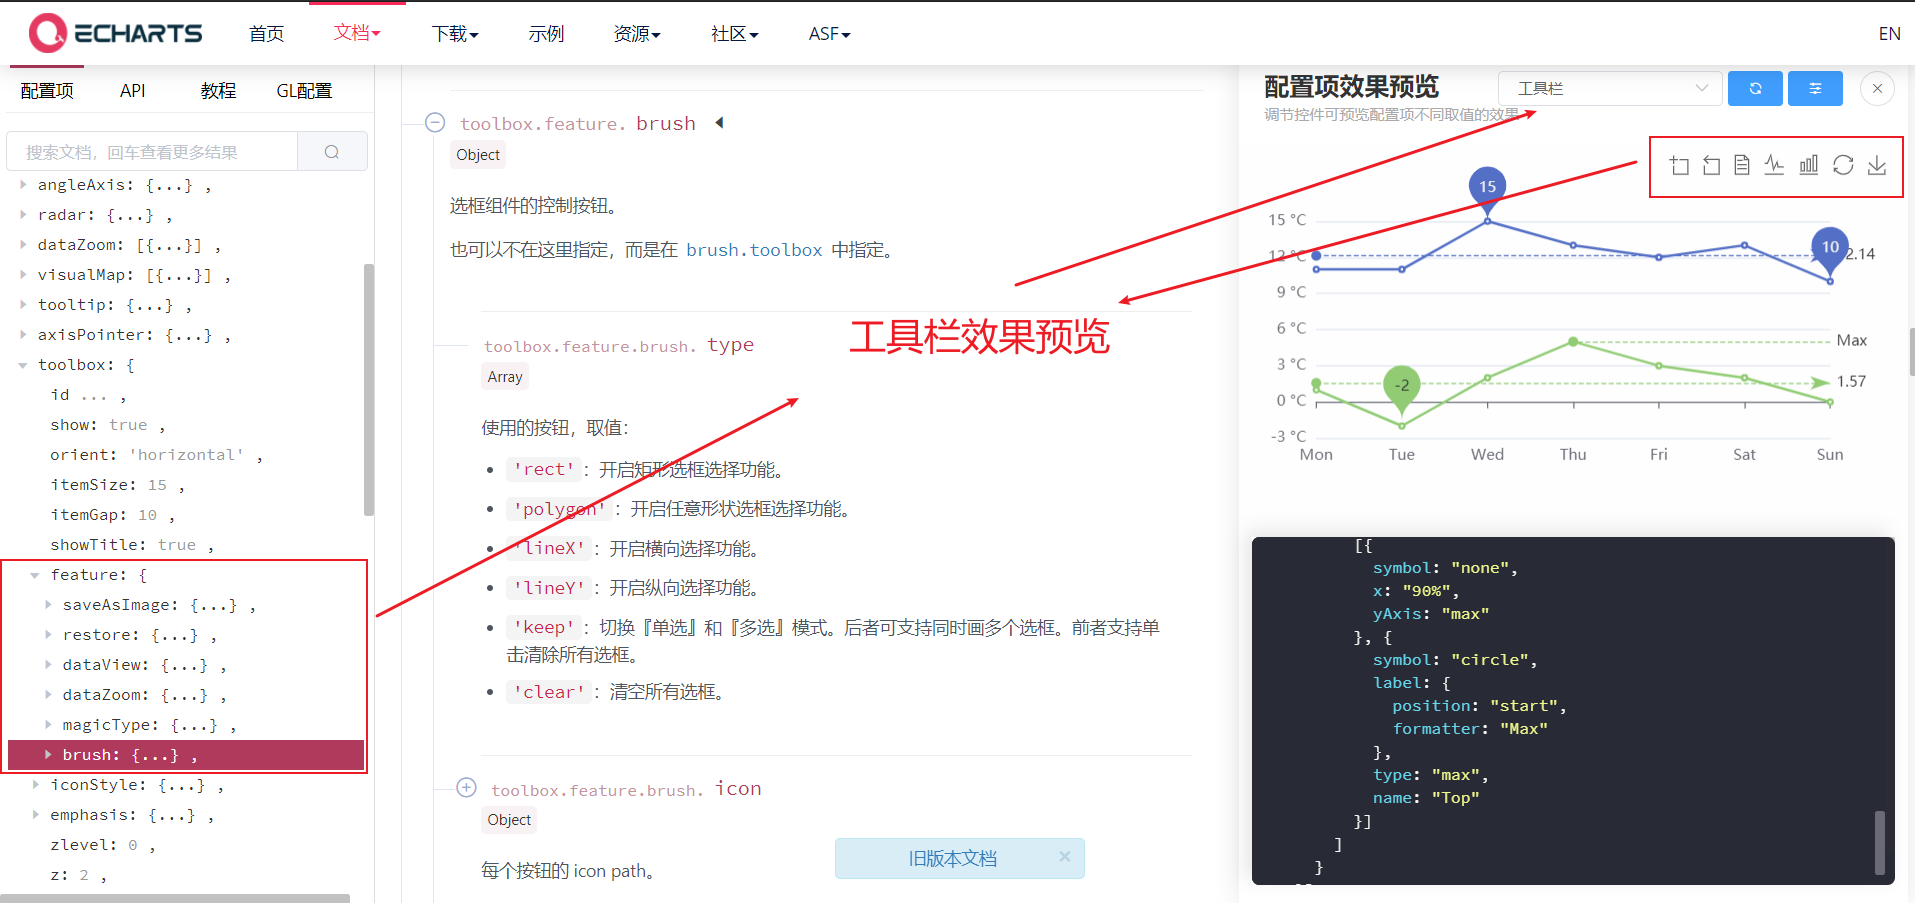 ECHARTS
首页
文档
下载
示例
资源
社区
ASF
EN
配置项
API
教程
GL配置
搜索文档，回车查看更多结果
angleAxis: {...} ,
radar: {...} ,
dataZoom: [{...}] ,
visualMap: [{...}] ,
tooltip: {...} ,
axisPointer: {...} ,
toolbox: {
id ... ,
show: true ,
orient: 'horizontal' ,
itemSize: 15 ,
itemGap: 10 ,
showTitle: true ,
feature: {
saveAsImage: {...} ,
restore: {...} ,
dataView: {...} ,
dataZoom: {...} ,
magicType: {...} ,
brush: {...} ,
iconStyle: {...} ,
emphasis: {...} ,
zlevel: 0 ,
z: 2 ,
toolbox.feature. brush
Object
选框组件的控制按钮。
也可以不在这里指定，而是在 brush.toolbox 中指定。
工具栏效果预览
toolbox.feature.brush. type
Array
使用的按钮，取值：
'rect'：开启矩形选框选择功能。
'polygon'：开启任意形状选框选择功能。
'lineX'：开启横向选择功能。
'lineY'：开启纵向选择功能。
'keep'：切换『单选』和『多选』模式。后者可支持同时画多个选框。前者支持单
击清除所有选框。
'clear'：清空所有选框。
toolbox.feature.brush. icon
Object
每个按钮的 icon path。
旧版本文档
配置项效果预览
工具栏
调节控件可预览配置项不同取值的效果
15
15 °C
10
12 °C
2.14
9 °C
6 °C
Max
3 °C
-2
1.57
0 °C
-3 °C
Mon
Tue
Wed
Thu
Fri
Sat
Sun
[{
symbol: "none",
x: "90%",
yAxis: "max"
}, {
symbol: "circle",
label: {
position: "start",
formatter: "Max"
},
type: "max",
name: "Top"
}]
]
}